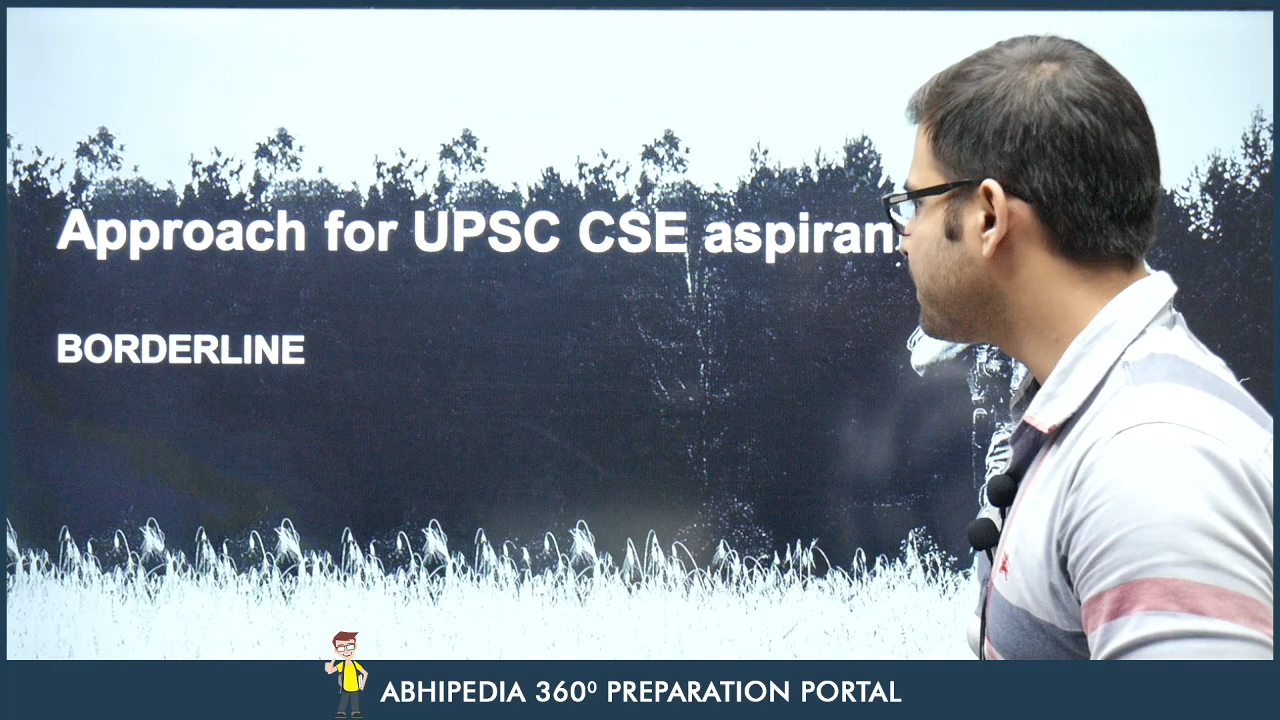 Approach for UPSC CSE
BORDERLINE
ABHIPEDIA 360⁰ PREPARATION PORTAL